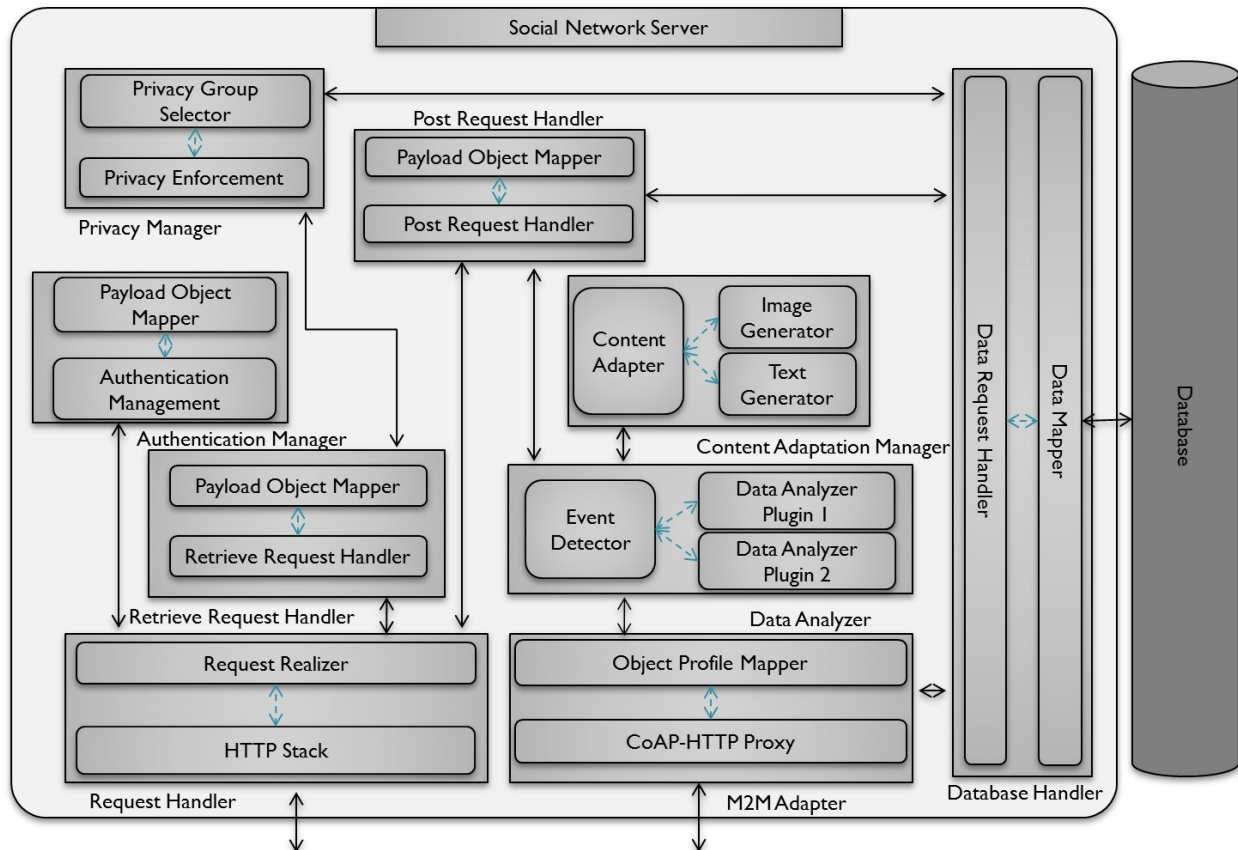 Social Network Server
Privacy Group
Selector
Privacy Enforcement
Privacy Manager
Post Request Handler
Payload Object Mapper
Post Request Handler
Payload Object
Mapper
Authentication
Management
Authentication Manager
Content
Adapter
Image
Generator
Text
Generator
Content Adaptation Manager
Payload Object Mapper
Retrieve Request Handler
Retrieve Request Handler
Event
Detector
Data Analyzer
Plugin 1
Data Analyzer
Plugin 2
Data Analyzer
Request Realizer
HTTP Stack
Request Handler
Object Profile Mapper
CoAP-HTTP Proxy
M2M Adapter
Data Request Handler
Data Mapper
Database Handler
Database